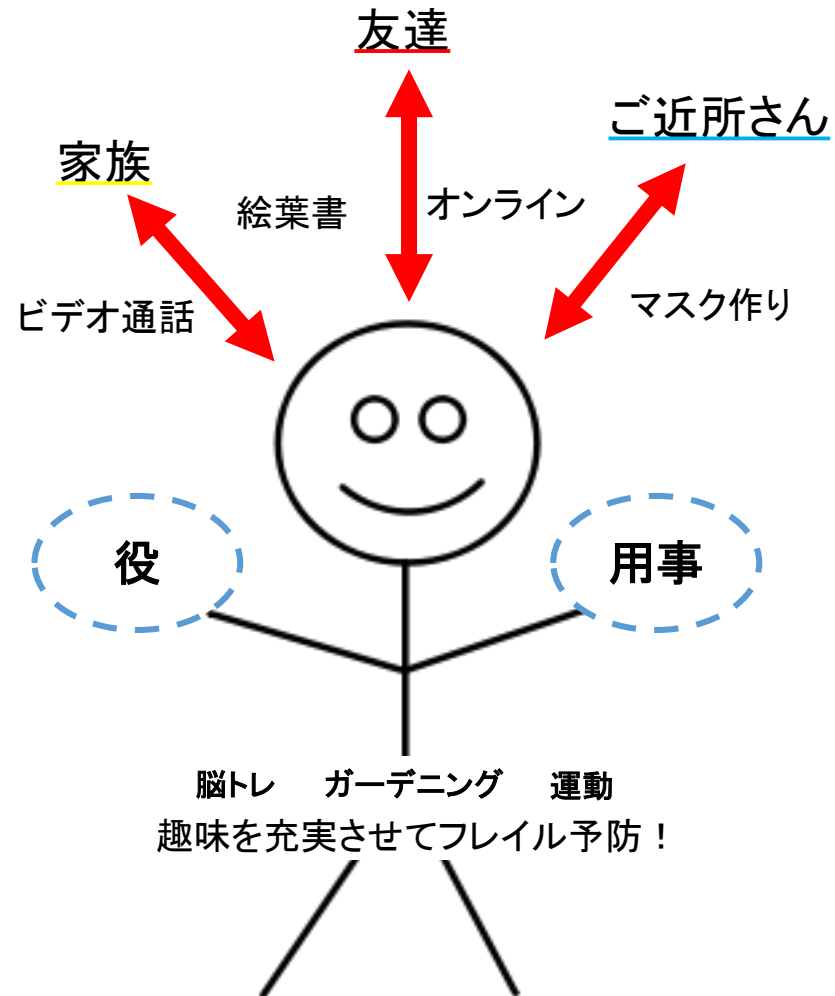 友達
ご近所さん
家族
絵葉書
オンライン
ビデオ通話
マスク作り
役
用事
脳トレ ガーデニング 運動
趣味を充実させてフレイル予防！